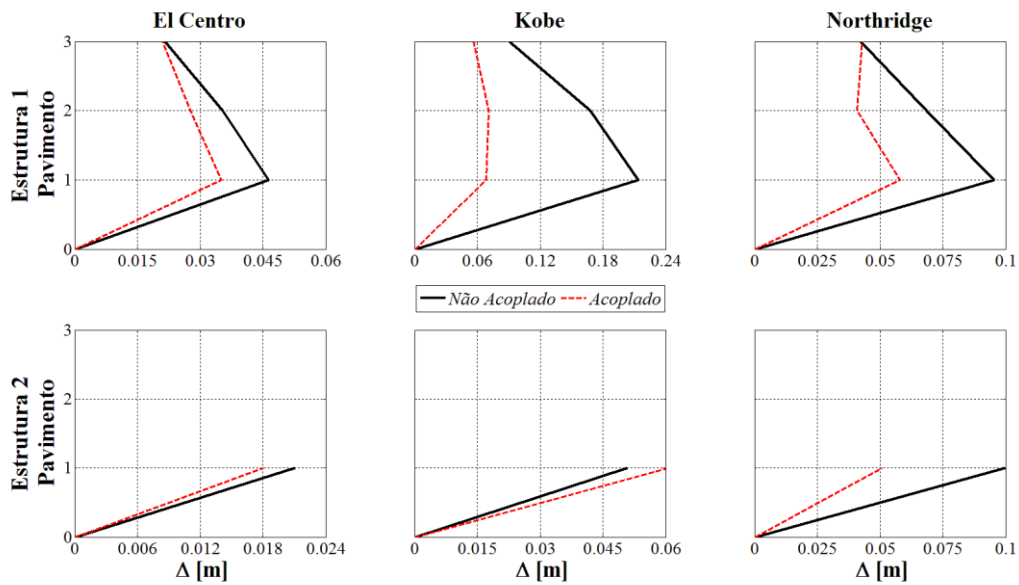 El Centro
Kobe
Northridge
Estrutura 1
Pavimento
3
2
1
0
0 0.015 0.03 0.045 0.06
0 0.06 0.12 0.18 0.24
0 0.025 0.05 0.075 0.1
Não Acoplado Acoplado
Estrutura 2
Pavimento
3
2
1
0
0 0.006 0.012 0.018 0.024
0 0.015 0.03 0.045 0.06
0 0.025 0.05 0.075 0.1
Δ [m]
Δ [m]
Δ [m]